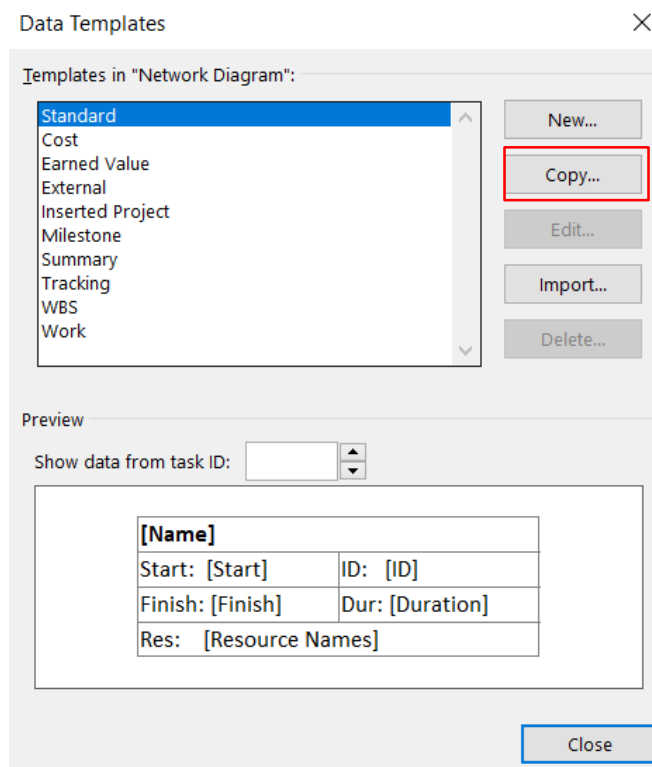 Data Templates
Templates in "Network Diagram":
Standard
Cost
Earned Value
External
Inserted Project
Milestone
Summary
Tracking
WBS
Work
New...
Copy...
Edit...
Import...
Delete...
Preview
Show data from task ID:
[Name]
Start: [Start] ID: [ID]
Finish: [Finish] Dur: [Duration]
Res: [Resource Names]
Close